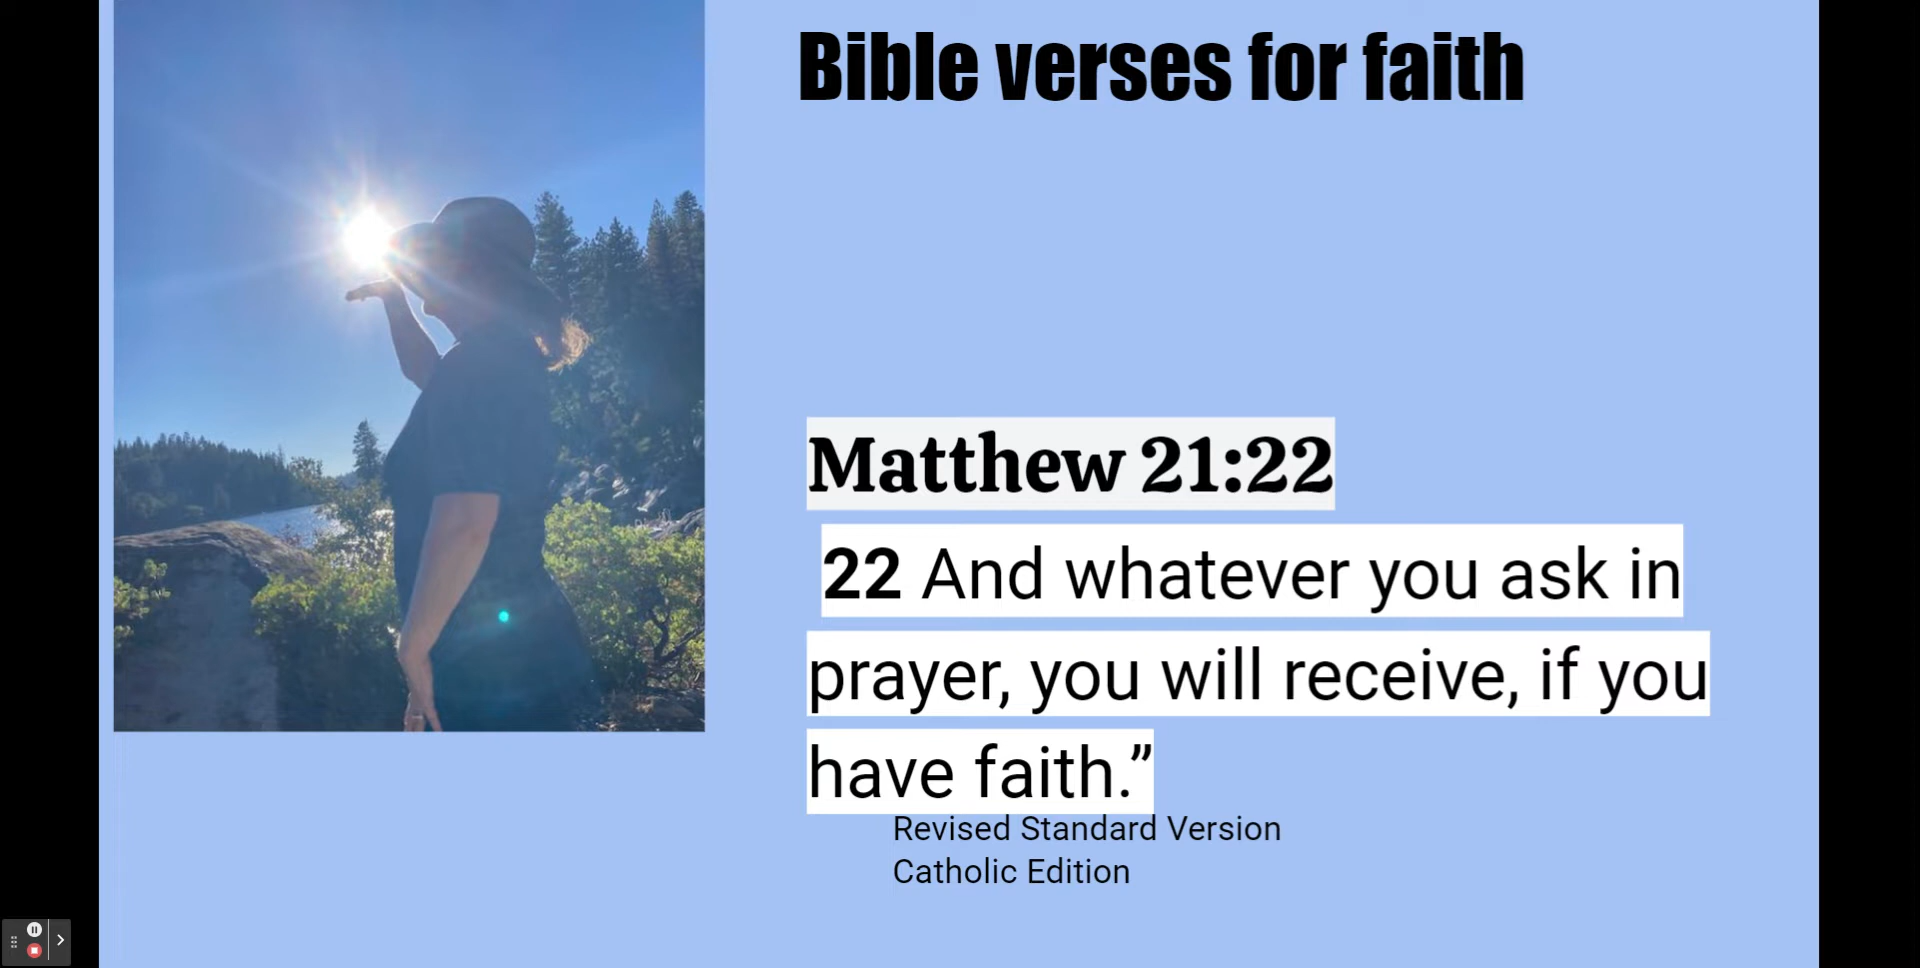 Bible verses for faith
Matthew 21:22
22 And whatever you ask in
prayer, you will receive, if you
have faith.”
Revised Standard Version
Catholic Edition